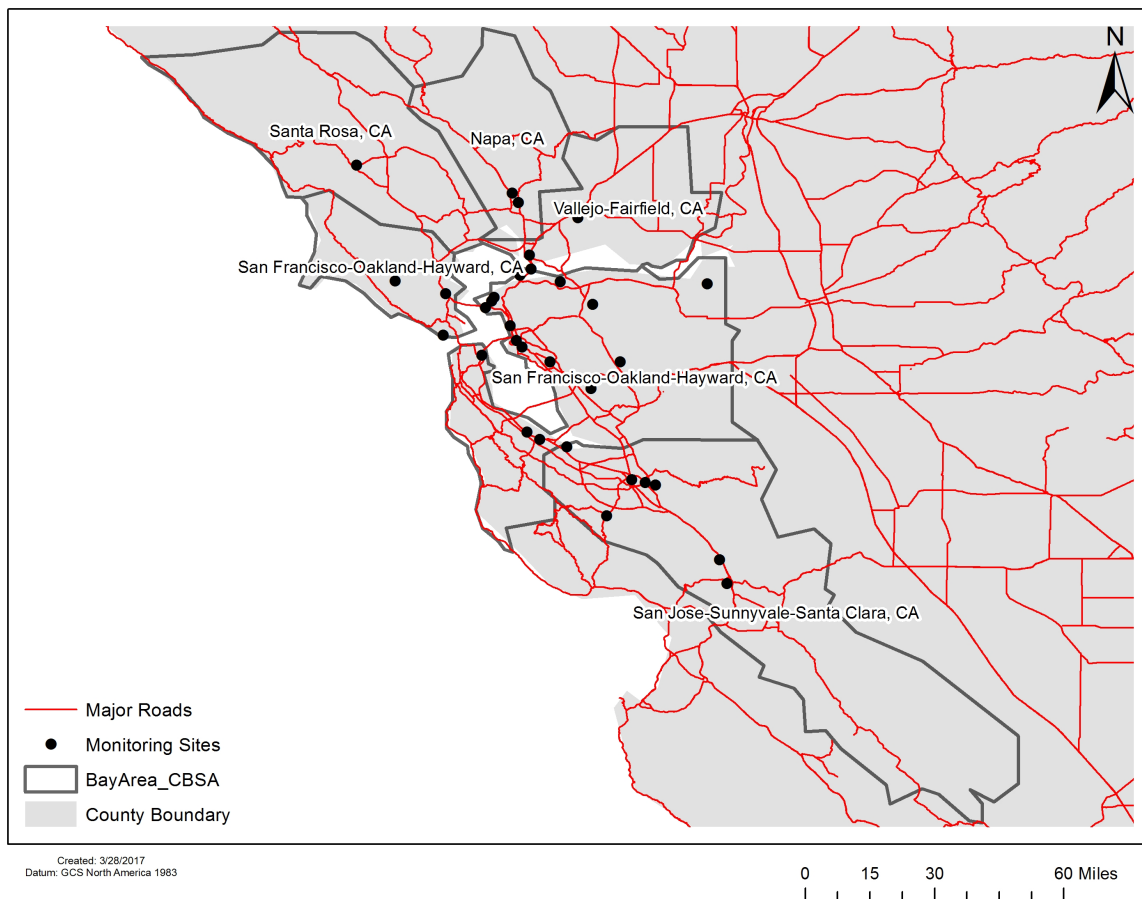 N
Santa Rosa, CA
Napa, CA
Vallejo-Fairfield, CA
San Francisco-Oakland-Hayward, CA
San Francisco-Oakland-Hayward, CA
San Jose-Sunnyvale-Santa Clara, CA
Major Roads
Monitoring Sites
BayArea_CBSA
County Boundary
Created: 3/28/2017
Datum: GCS North America 1983
0 15 30 60 Miles